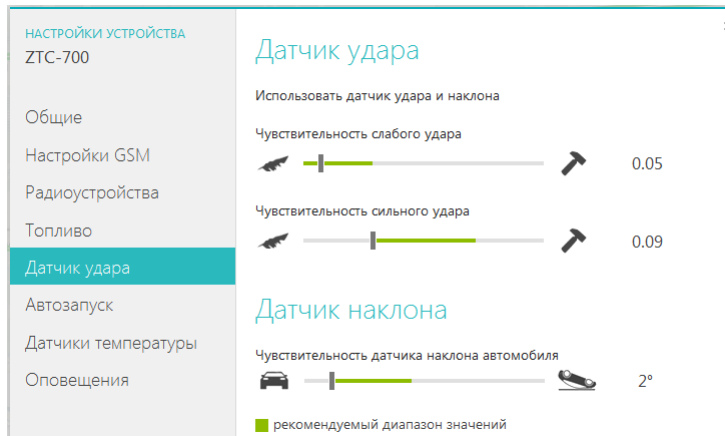 НАСТРОЙКИ УСТРОЙСТВА
ZTC-700
Общие
Настройки GSM
Радиоустройства
Топливо
Датчик удара
Автозапуск
Датчики температуры
Оповещения
Датчик удара
Использовать датчик удара и наклона
Чувствительность слабого удара
0.05
Чувствительность сильного удара
0.09
Датчик наклона
Чувствительность датчика наклона автомобиля
2°
рекомендуемый диапазон значений